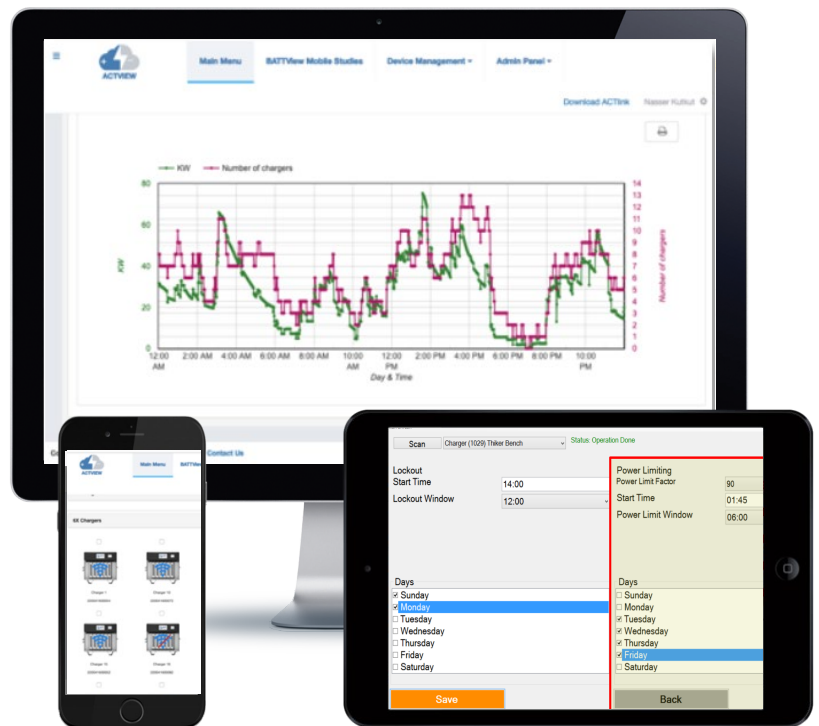 ACTVIEW
Main Menu
BATTView Mobile Studies
Device Management
Admin Panel
Download ACTlink
Nasser Kutkut
KW
Number of chargers
80
60
40
20
0
KW
14
13
12
11
10
9
8
7
6
5
4
3
2
1
0
Number of chargers
12:00 AM
2:00 AM
4:00 AM
6:00 AM
8:00 AM
10:00 AM
12:00 PM
2:00 PM
4:00 PM
6:00 PM
8:00 PM
10:00 PM
Day & Time
Contact Us
ACTVIEW
Main Menu
Chargers
Charger 1
Charger 10
Scan
Charger (1029) Thiker Bench
Status: Operation Done
Lockout
Start Time
14:00
Lockout Window
12:00
Days
Sunday
Monday
Tuesday
Wednesday
Thursday
Friday
Saturday
Save
Power Limiting
Power Limit Factor
90
Start Time
01:45
Power Limit Window
06:00
Days
Sunday
Monday
Tuesday
Wednesday
Thursday
Friday
Saturday
Back